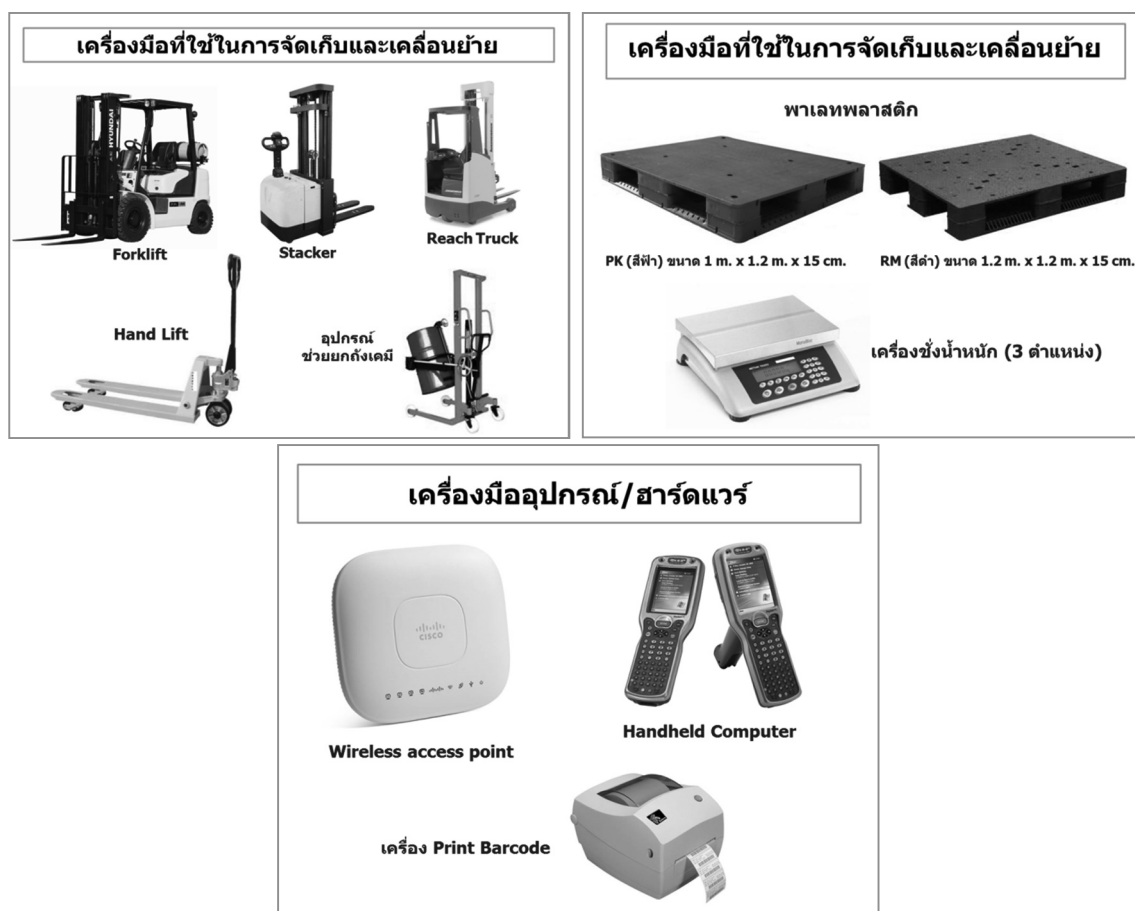 เครื่องมือที่ใช้ในการจัดเก็บและเคลื่อนย้าย
HYUNDAI
Forklift
Stacker
Reach Truck
Hand Lift
อุปกรณ์
ช่วยยกถังเคมี
เครื่องมือที่ใช้ในการจัดเก็บและเคลื่อนย้าย
พาเลทพลาสติก
PK (สีฟ้า) ขนาด 1 m. x 1.2 m. x 15 cm.
RM (สีดำ) ขนาด 1.2 m. x 1.2 m. x 15 cm.
เครื่องชั่งน้ำหนัก (3 ตำแหน่ง)
เครื่องมืออุปกรณ์/ฮาร์ดแวร์
CISCO
Wireless access point
Handheld Computer
เครื่อง Print Barcode